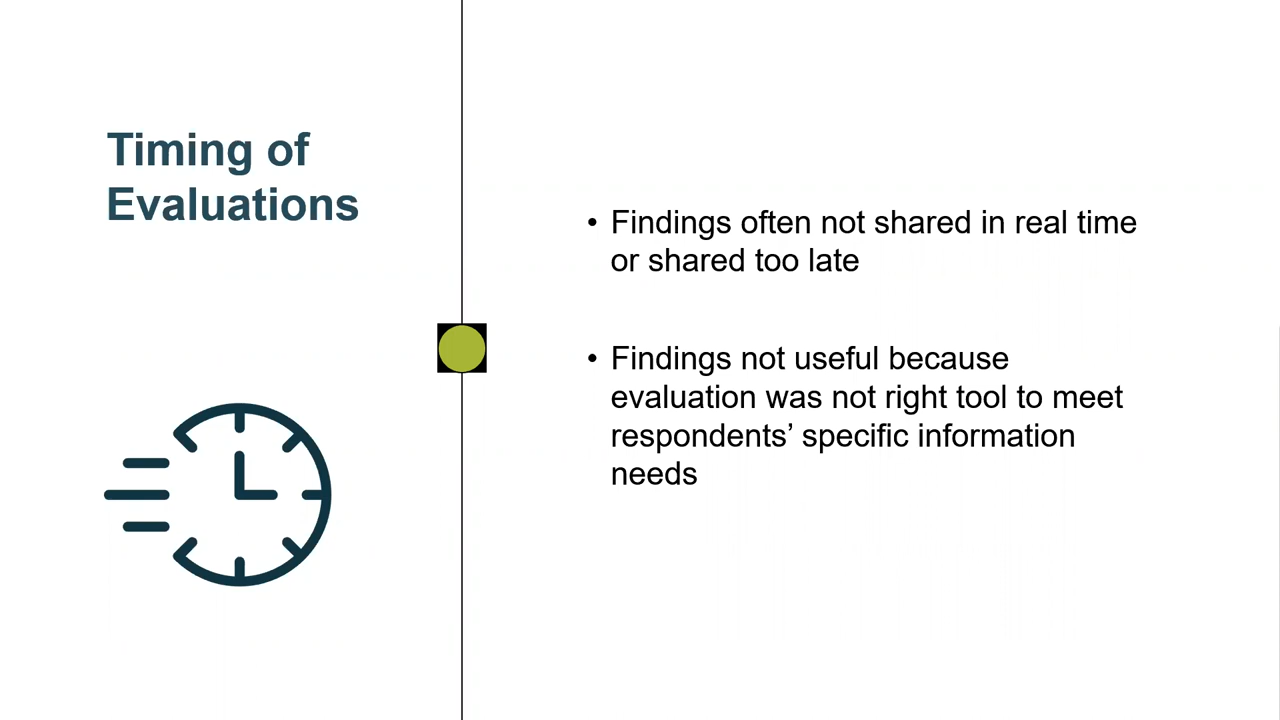 Timing of
Evaluations
• Findings often not shared in real time
or shared too late
• Findings not useful because
evaluation was not right tool to meet
respondents’ specific information
needs